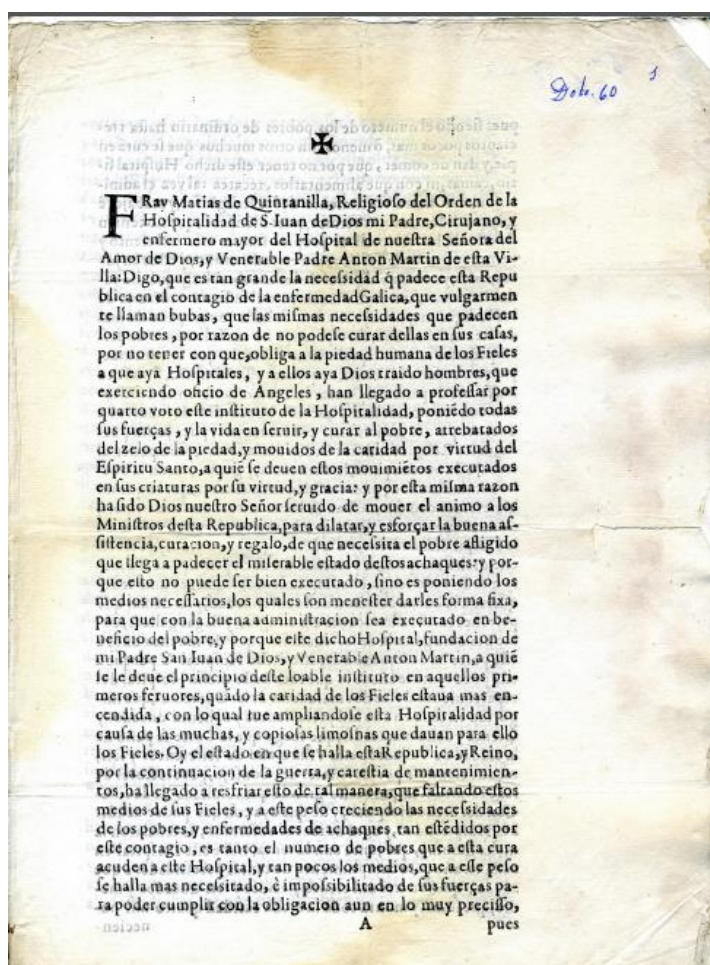 Doto. 60 1
✠
FRay Matias de Quintanilla, Religioſo del Orden de la
Hoſpitalidad de S. Iuan deDios mi Padre, Cirujano, y
enfermero mayor del Hoſpital de nueſtra Señora del
Amor de Dios, y Venerable Padre Anton Martin de eſta Vi-
lla: Digo, que es tan grande la neceſsidad q̃ padece eſta Repu
blica en el contagio de la enfermedadGalica, que vulgarmen
te llaman bubas, que las miſmas neceſsidades que padecen
los pobres, por razon de no podeſe curar dellas en ſus caſas,
por no tener con que, obliga a la piedad humana de los Fieles
a que aya Hoſpitales, y a ellos aya Dios traido hombres, que
exerciendo oficio de Angeles, han llegado a profeſſar por
quarto voto eſte inſtituto de la Hoſpitalidad, poniẽdo todas
ſus fuerças, y la vida en ſeruir, y curar al pobre, arrebatados
del zelo de la piedad, y mouidos de la caridad por virtud del
Eſpiritu Santo, a quiẽ ſe deuen eſtos mouimiẽtos executados
en ſus criaturas por ſu virtud, y gracia: y por eſta miſma razon
ha ſido Dios nueſtro Señor ſeruido de mouer el animo a los
Miniſtros deſta Republica, para dilatar, y esforçar la buena aſ-
ſiſtencia, curacion, y regalo, de que neceſsita el pobre afligido
que llega a padecer el miſerable eſtado deſtos achaques: y por-
que eſto no puede ſer bien executado, ſino es poniendo los
medios neceſſarios, los quales ſon meneſter darles forma fixa,
para que con la buena adminiſtracion ſea executado en be-
neficio del pobre, y porque eſte dichoHoſpital, fundacion de
mi Padre San Iuan de Dios, y Venerable Anton Martin, a quiẽ
ſe le deue el principio deſte loable inſtituto en aquellos pri-
meros feruores, quãdo la caridad de los Fieles eſtaua mas en-
cendida, con lo qual fue ampliandoſe eſta Hoſpitalidad por
cauſa de las muchas, y copioſas limoſnas que dauan para ello
los Fieles. Oy el eſtado en que ſe halla eſtaRepublica, y Reino,
por la continuacion de la guerra, y careſtia de mantenimien-
tos, ha llegado a resfriar eſto de tal manera, que faltando eſtos
medios de ſus Fieles, y a eſte peſo creciendo las neceſsidades
de los pobres, y enfermedades de achaques tan eſtẽdidos por
eſte contagio, es tanto el numero de pobres que a eſta cura
acuden a eſte Hoſpital, y tan pocos los medios, que a eſſe peſo
ſe halla mas neceſsitado, è impoſsibilitado de ſus fuerças pa-
ra poder cumplir con la obligacion aun en lo muy preciſſo,
A pues